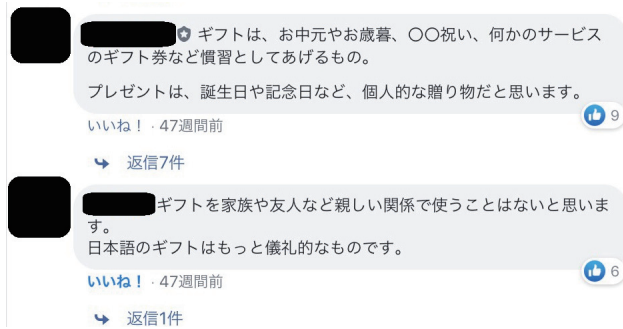 ギフトは、お中元やお歳暮、〇〇祝い、何かのサービス
のギフト券など慣習としてあげるもの。
プレゼントは、誕生日や記念日など、個人的な贈り物だと思います。
9
いいね！ · 47週間前
返信7件
ギフトを家族や友人など親しい関係で使うことはないと思いま
す。
日本語のギフトはもっと儀礼的なものです。
6
いいね！ · 47週間前
返信1件